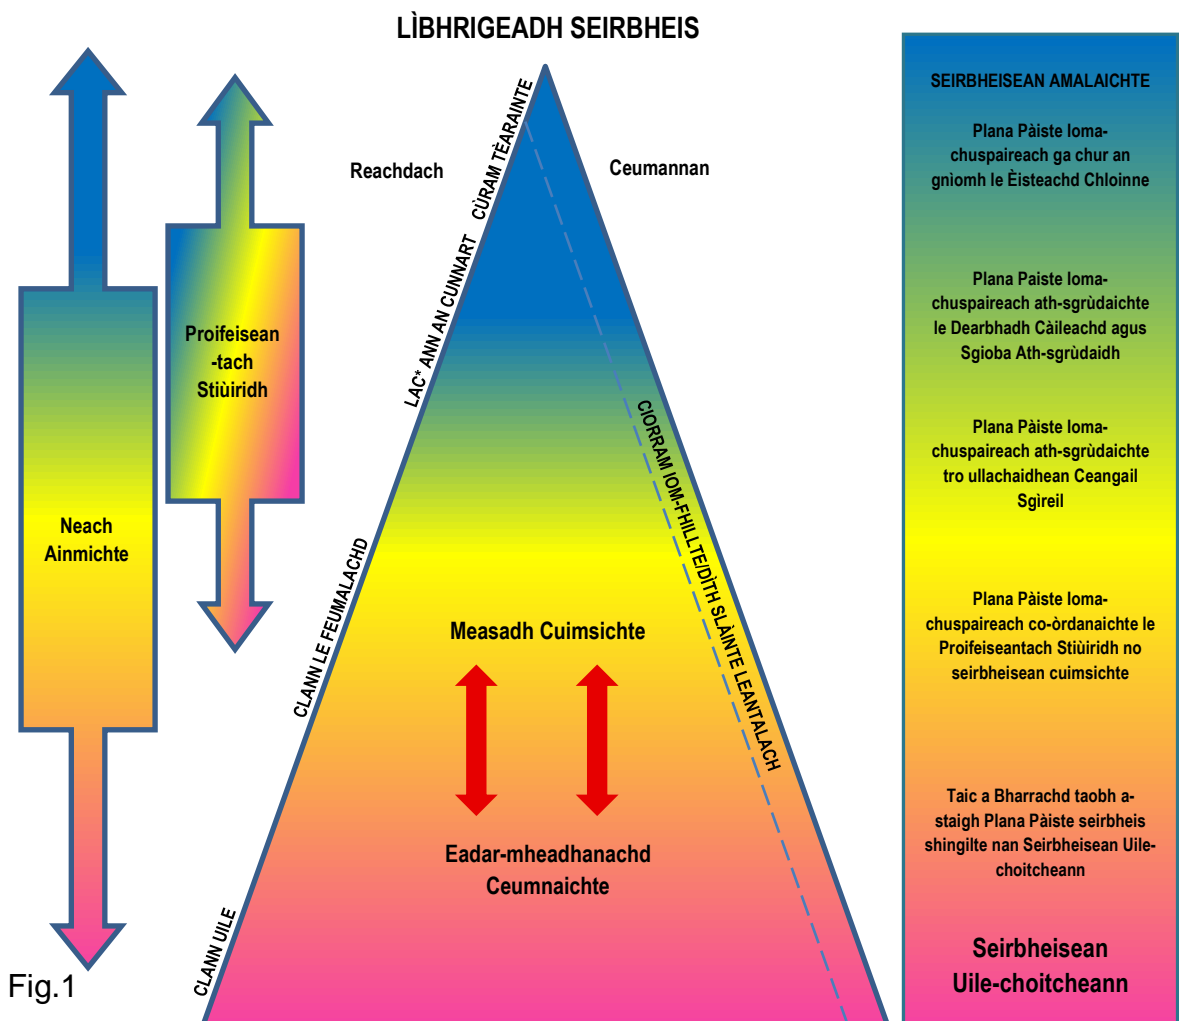 LÌBHRIGEADH SEIRBHEIS
Neach
Ainmichte
Proifeisean
-tach
Stiùiridh
Reachdach
Ceumannan
CÙRAM TÈARAINTE
LAC* ANN AN CUNNART
CLANN LE FEUMALACHD
CLANN UILE
CIORRAM IOM-FHILLTE/DÌTH SLÀINTE LEANTALACH
Measadh Cuimsichte
Eadar-mheadhanachd
Ceumnaichte
SEIRBHEISEAN AMALAICHTE
Plana Pàiste Ioma-
chuspaireach ga chur an
gnìomh le Èisteachd Chloinne
Plana Paiste Ioma-
chuspaireach ath-sgrùdaichte
le Dearbhadh Càileachd agus
Sgioba Ath-sgrùdaidh
Plana Pàiste Ioma-
chuspaireach ath-sgrùdaichte
tro ullachaidhean Ceangail
Sgìreil
Plana Pàiste Ioma-
chuspaireach co-òrdanaichte le
Proifeiseantach Stiùiridh no
seirbheisean cuimsichte
Taic a Bharrachd taobh a-
staigh Plana Pàiste seirbheis
shingilte nan Seirbheisean Uile-
choitcheann
Seirbheisean
Uile-choitcheann
Fig.1